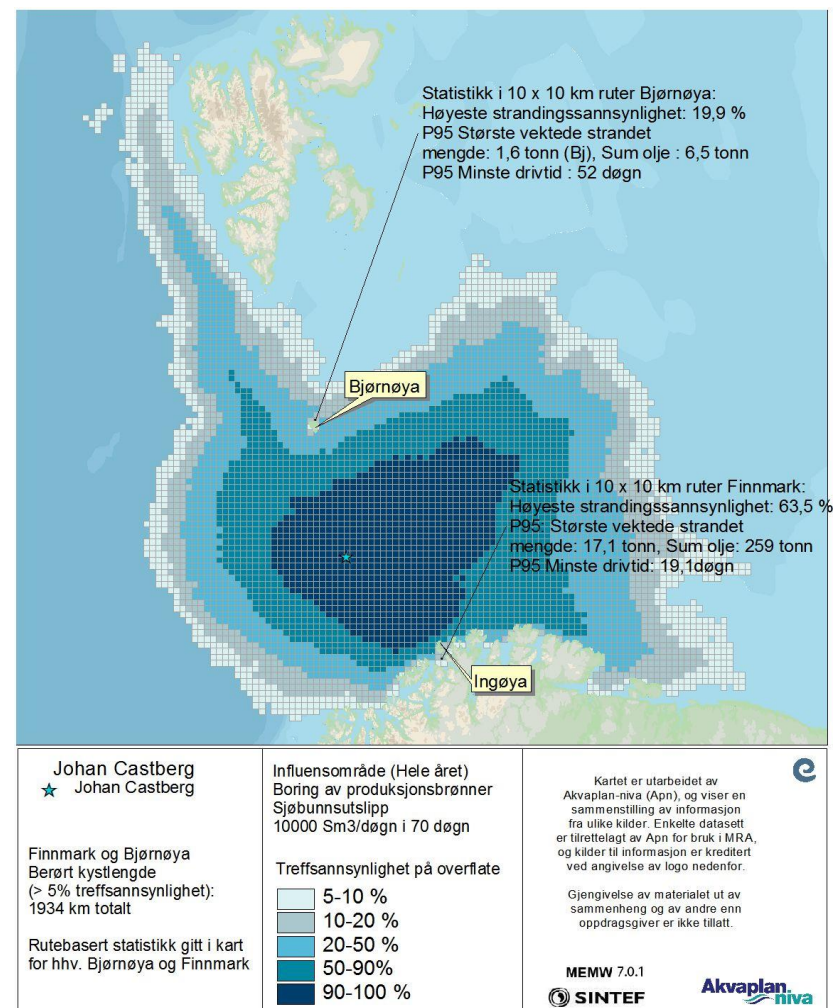 Statistikk i 10 x 10 km ruter Bjørnøya:
Høyeste strandingssannsynlighet: 19,9 %
P95 Største vektede strandet
mengde: 1,6 tonn (Bj), Sum olje : 6,5 tonn
P95 Minste drivtid : 52 døgn
Bjørnøya
Statistikk i 10 x 10 km ruter Finnmark:
Høyeste strandingssannsynlighet: 63,5 %
P95: Største vektede strandet
mengde: 17,1 tonn, Sum olje: 259 tonn
P95 Minste drivtid: 19,1døgn
Ingøya
Johan Castberg
Johan Castberg
Finnmark og Bjørnøya
Berørt kystlengde
(> 5% treffsannsynlighet):
1934 km totalt
Rutebasert statistikk gitt i kart
for hhv. Bjørnøya og Finnmark
Influensområde (Hele året)
Boring av produksjonsbrønner
Sjøbunnsutslipp
10000 Sm3/døgn i 70 døgn
Treffsannsynlighet på overflate
5-10 %
10-20 %
20-50 %
50-90%
90-100 %
Kartet er utarbeidet av
Akvaplan-niva (Apn), og viser en
sammenstilling av informasjon
fra ulike kilder. Enkelte datasett
er tilrettelagt av Apn for bruk i MRA,
og kilder til informasjon er kreditert
ved angivelse av logo nedenfor.
Gjengivelse av materialet ut av
sammenheng og av andre enn
oppdragsgiver er ikke tillatt.
MEMW 7.0.1
SINTEF
Akvaplan.
niva